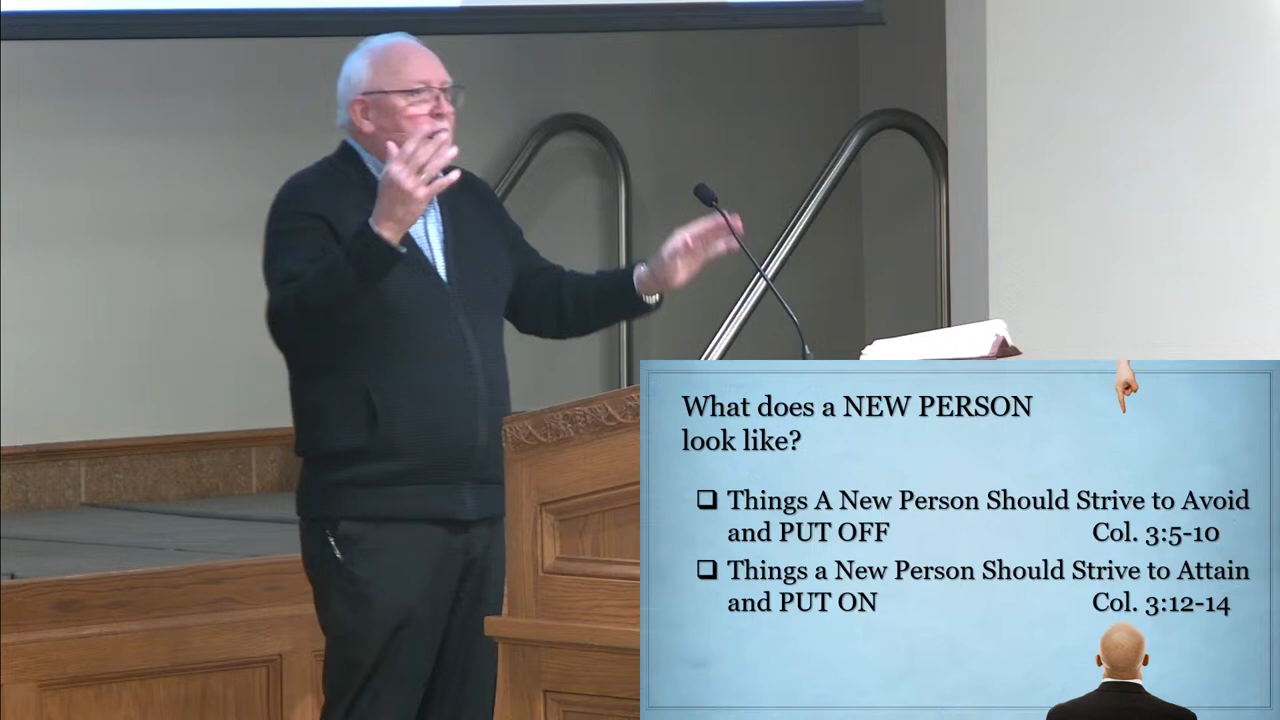 What does a NEW PERSON
look like?
❑ Things A New Person Should Strive to Avoid
and PUT OFF Col. 3:5-10
❑ Things a New Person Should Strive to Attain
and PUT ON Col. 3:12-14